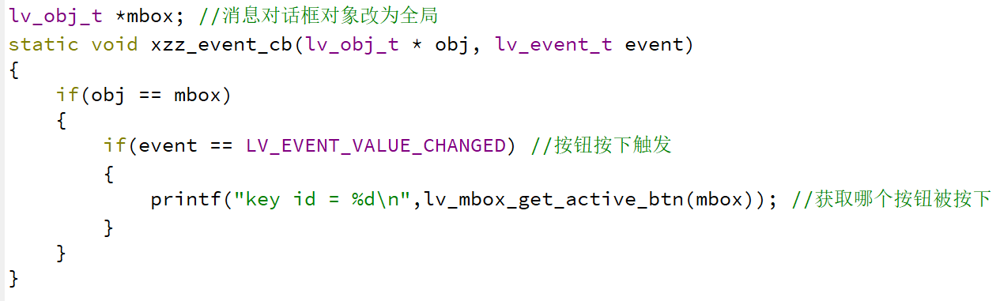 lv_obj_t *mbox; //消息对话框对象改为全局
static void xzz_event_cb(lv_obj_t * obj, lv_event_t event)
{
    if(obj == mbox)
    {
        if(event == LV_EVENT_VALUE_CHANGED) //按钮按下触发
        {
            printf("key id = %d\n",lv_mbox_get_active_btn(mbox)); //获取哪个按钮被按下
        }
    }
}